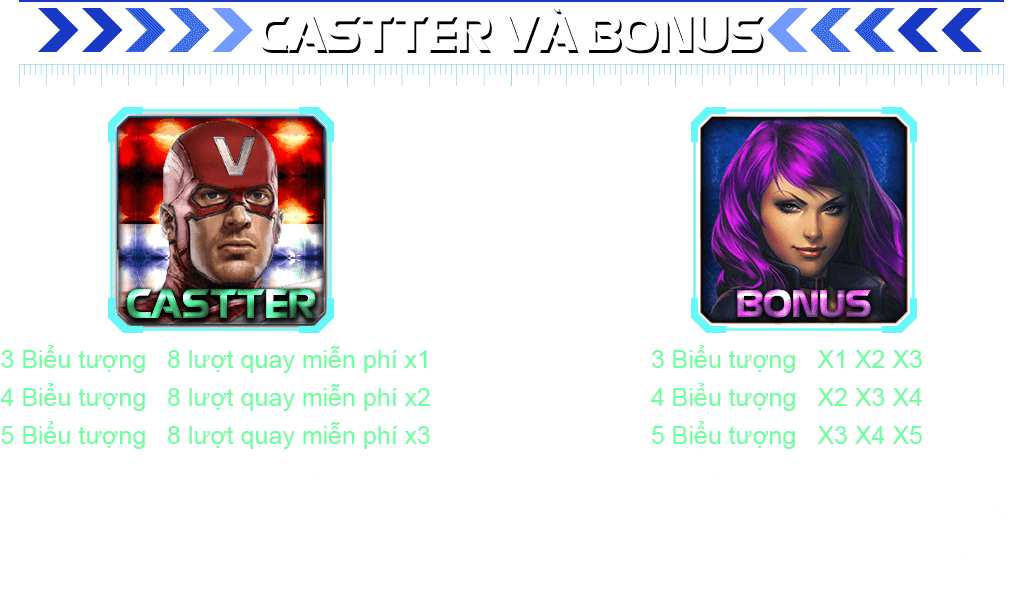 CASTTER VÀ BONUS
V
CASTTER
BONUS
3 Biểu tượng 8 lượt quay miễn phí x1
4 Biểu tượng 8 lượt quay miễn phí x2
5 Biểu tượng 8 lượt quay miễn phí x3
3 Biểu tượng X1 X2 X3
4 Biểu tượng X2 X3 X4
5 Biểu tượng X3 X4 X5